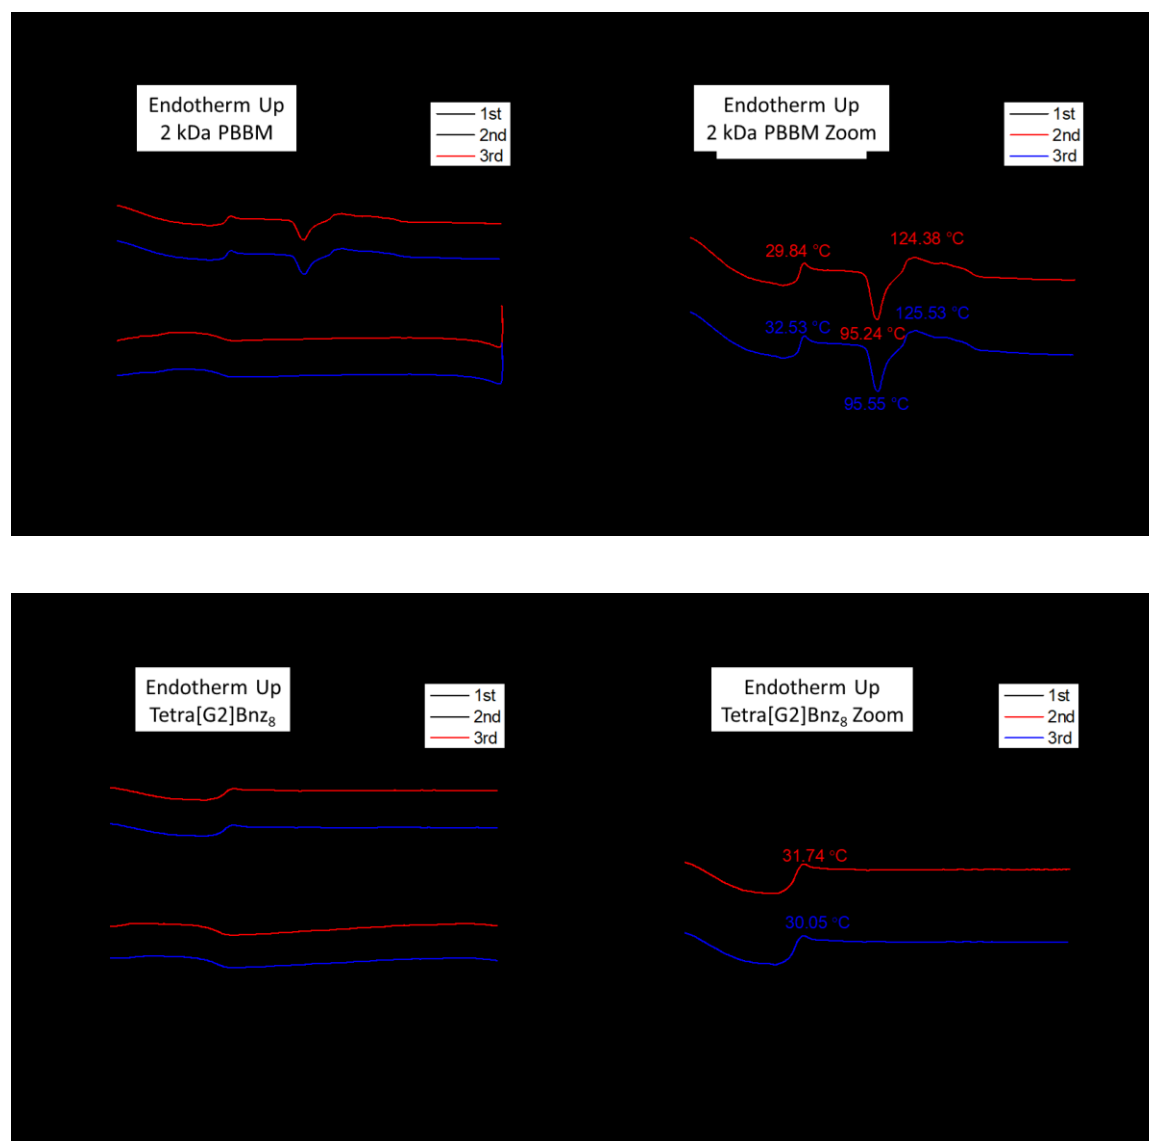 Endotherm Up
2 kDa PBBM
1st
2nd
3rd
Endotherm Up
2 kDa PBBM Zoom
1st
2nd
3rd
29.84 °C
124.38 °C
32.53 °C
95.24 °C
125.53 °C
95.55 °C
Endotherm Up
Tetra[G2]Bnz₈
1st
2nd
3rd
Endotherm Up
Tetra[G2]Bnz₈ Zoom
1st
2nd
3rd
31.74 °C
30.05 °C